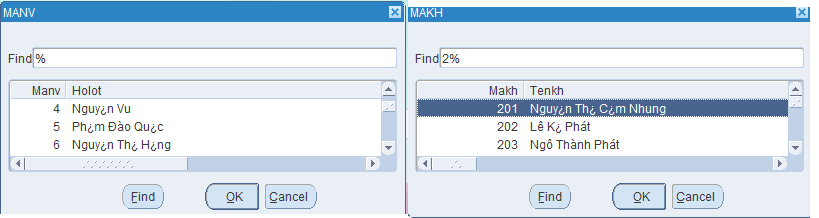 MANV
Find %
Manv Holot
4 Nguy¿n Vu
5 Ph¿m Đào Qu¿c
6 Nguy¿n Th¿ H¿ng
Find OK Cancel
MAKH
Find 2%
Makh Tenkh
201 Nguy¿n Th¿ C¿m Nhung
202 Lê K¿ Phát
203 Ngô Thành Phát
Find OK Cancel